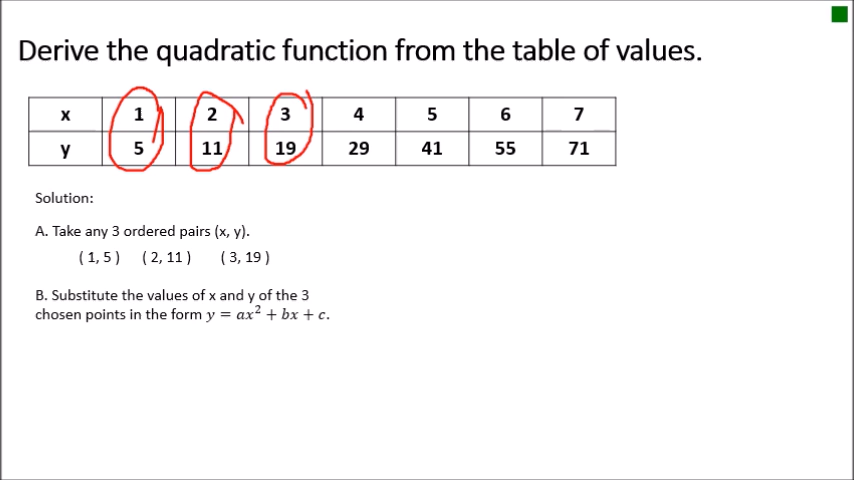 Derive the quadratic function from the table of values.
x 1 2 3 4 5 6 7
y 5 11 19 29 41 55 71
Solution:
A. Take any 3 ordered pairs (x, y).
( 1, 5 ) ( 2, 11 ) ( 3, 19 )
B. Substitute the values of x and y of the 3
chosen points in the form y = ax² + bx + c.